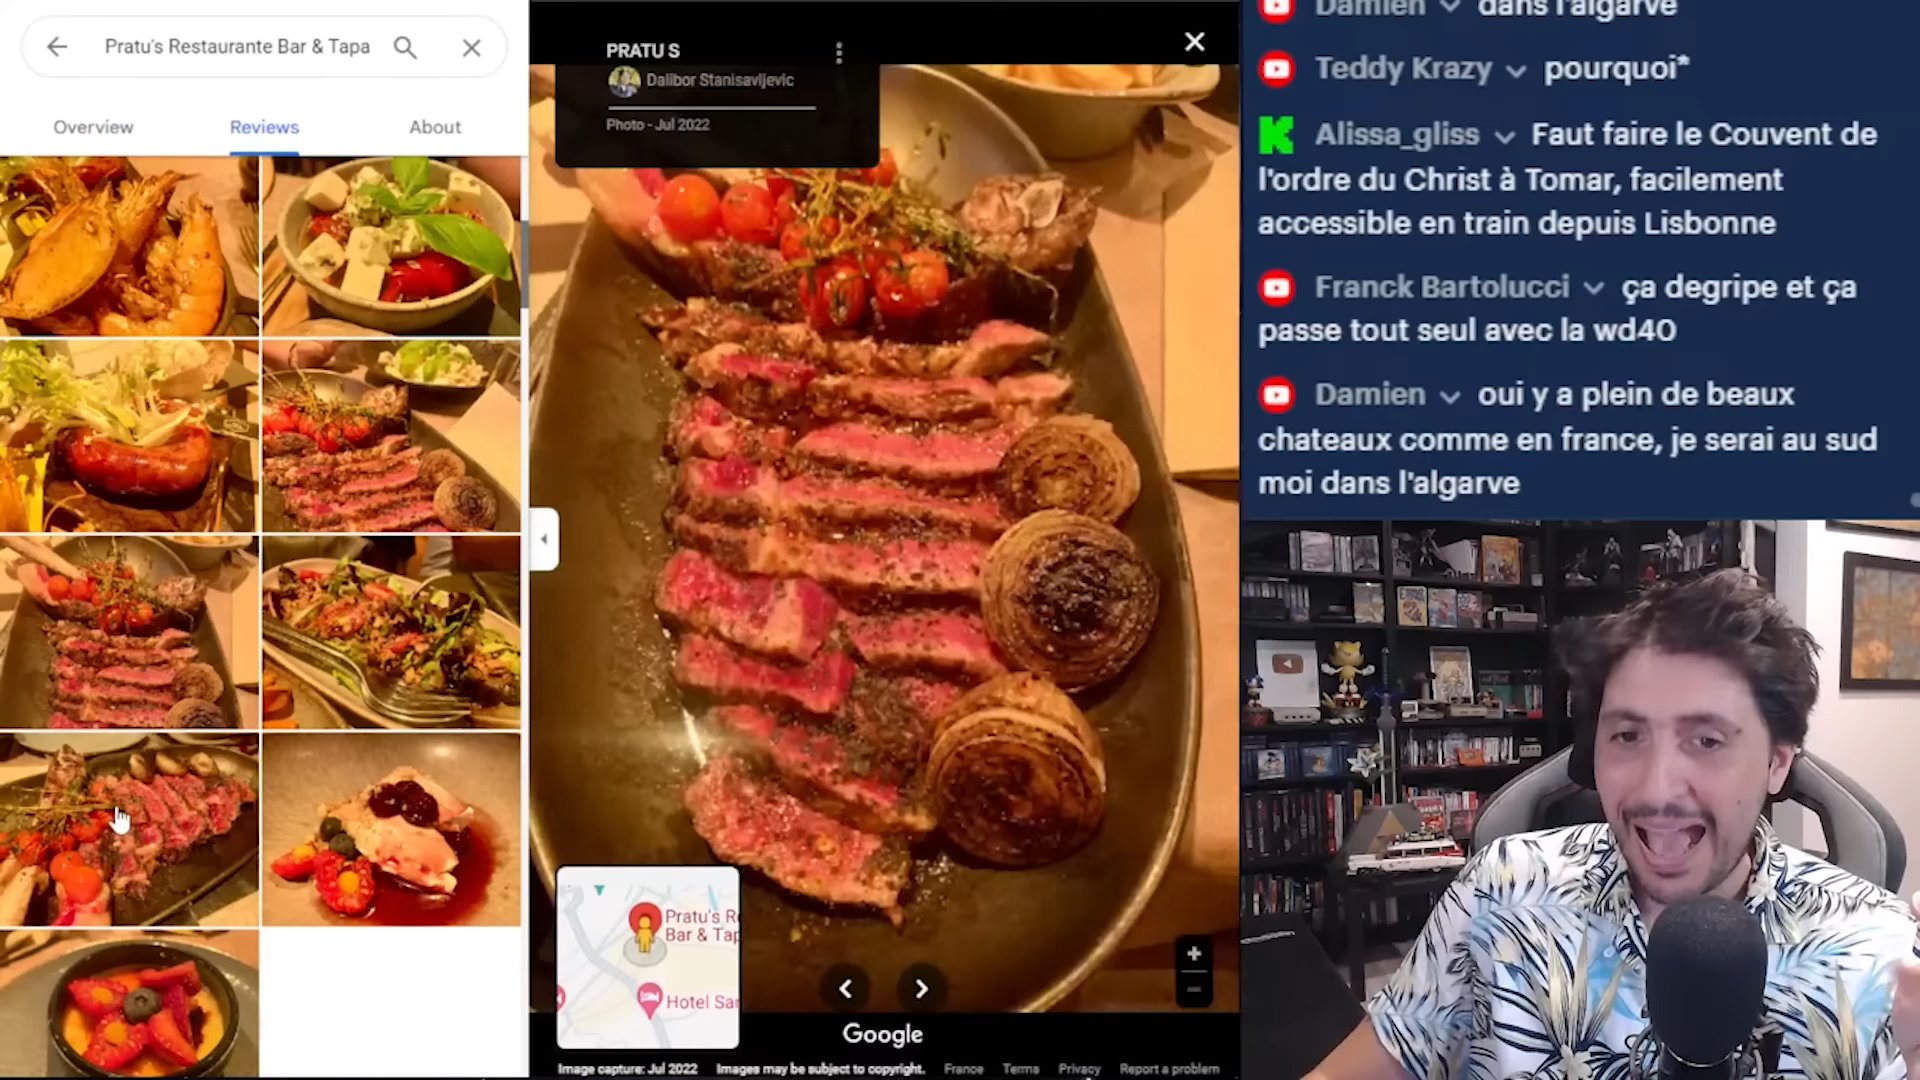 Pratu's Restaurante Bar & Tapa
Overview
Reviews
About
PRATU S
Dalibor Stanisavljevic
Photo - Jul 2022
Pratu's R
Bar & Tap
Hotel Sar
Google
Image capture: Jul 2022 Images may be subject to copyright. France Terms Privacy Report a problem
Damien dans l'algarve
Teddy Krazy pourquoi*
Alissa_gliss Faut faire le Couvent de
l'ordre du Christ à Tomar, facilement
accessible en train depuis Lisbonne
Franck Bartolucci ça degripe et ça
passe tout seul avec la wd40
Damien oui y a plein de beaux
chateaux comme en france, je serai au sud
moi dans l'algarve